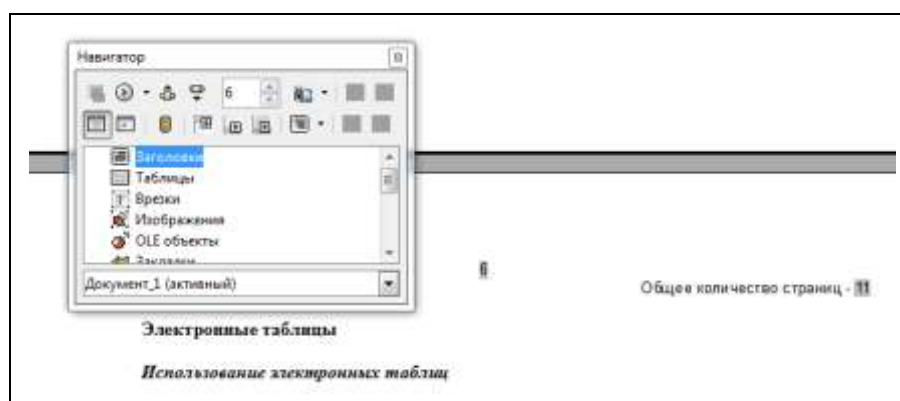 Навигатор
6
Заголовки
Таблицы
Врезки
Изображения
OLE объекты
Закладки
Документ_1 (активный)
6
Общее количество страниц - 11
Электронные таблицы
Использование электронных таблиц